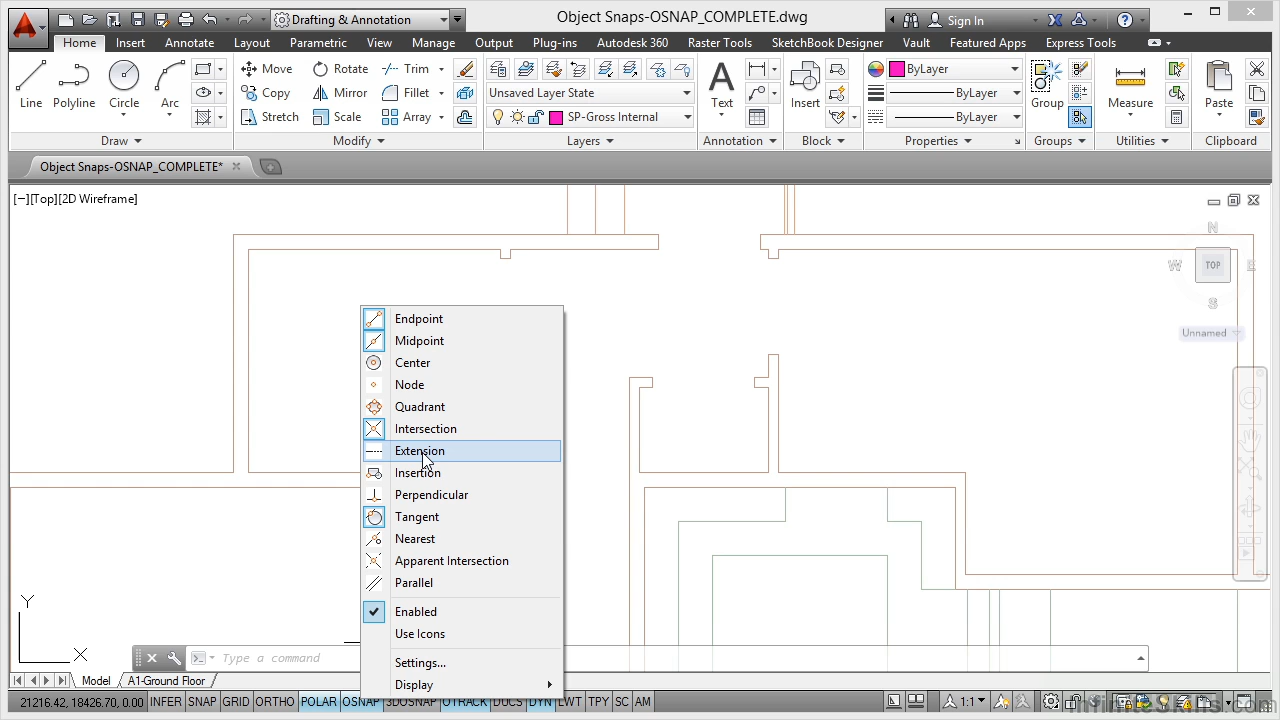 Drafting & Annotation
Object Snaps-OSNAP_COMPLETE.dwg
Sign In
Home Insert Annotate Layout Parametric View Manage Output Plug-ins Autodesk 360 Raster Tools SketchBook Designer Vault Featured Apps Express Tools
Move Rotate Trim
Unsaved Layer State
ByLayer
Copy Mirror Fillet
ByLayer
Line Polyline Circle Arc
Text Insert Group Measure Paste
Stretch Scale Array
SP-Gross Internal
ByLayer
Draw Modify Layers Annotation Block Properties Groups Utilities Clipboard
Object Snaps-OSNAP_COMPLETE*
[−][Top][2D Wireframe]
N
W TOP E
S
Unnamed
Endpoint
Midpoint
Center
Node
Quadrant
Intersection
Extension
Insertion
Perpendicular
Tangent
Nearest
Apparent Intersection
Parallel
Enabled
Use Icons
Settings...
Display
Y
X
Type a command
Model A1-Ground Floor
21216.42, 18426.70, 0.00 INFER SNAP GRID ORTHO POLAR OSNAP 3DOSNAP OTRACK DUCS DYN LWT TPY SC AM
1:1
InfiniteSkills.com